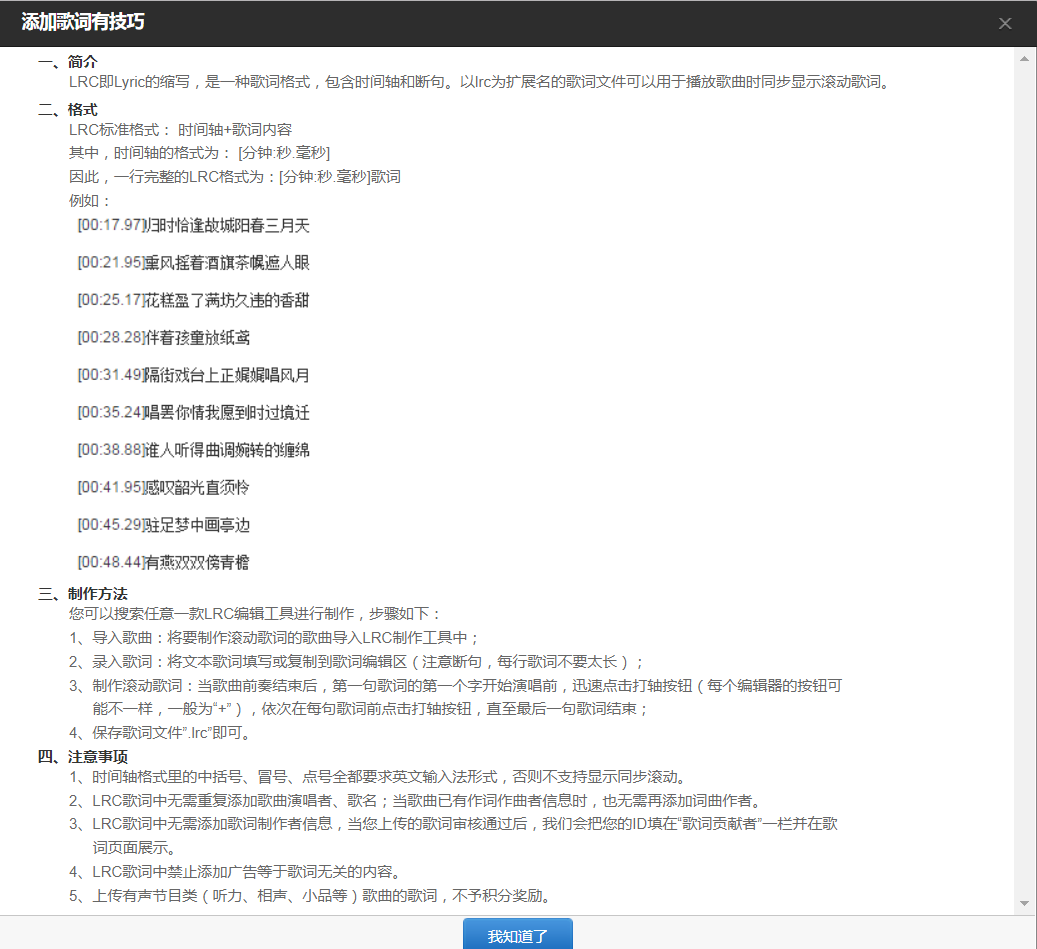 添加歌词有技巧
一、简介
LRC即Lyric的缩写，是一种歌词格式，包含时间轴和断句。以lrc为扩展名的歌词文件可以用于播放歌曲时同步显示滚动歌词。
二、格式
LRC标准格式： 时间轴+歌词内容
其中，时间轴的格式为： [分钟:秒.毫秒]
因此，一行完整的LRC格式为：[分钟:秒.毫秒]歌词
例如：
[00:17.97]归时恰逢故城阳春三月天
[00:21.95]熏风摇着酒旗茶幌遮人眼
[00:25.17]花糕盈了满坊久违的香甜
[00:28.28]伴着孩童放纸鸢
[00:31.49]隔街戏台上正娓娓唱风月
[00:35.24]唱罢你情我愿到时过境迁
[00:38.88]谁人听得曲调婉转的缠绵
[00:41.95]感叹韶光直须怜
[00:45.29]驻足梦中画亭边
[00:48.44]有燕双双傍青檐
三、制作方法
您可以搜索任意一款LRC编辑工具进行制作，步骤如下：
1、导入歌曲：将要制作滚动歌词的歌曲导入LRC制作工具中；
2、录入歌词：将文本歌词填写或复制到歌词编辑区（注意断句，每行歌词不要太长）；
3、制作滚动歌词：当歌曲前奏结束后，第一句歌词的第一个字开始演唱前，迅速点击打轴按钮（每个编辑器的按钮可
能不一样，一般为“+”），依次在每句歌词前点击打轴按钮，直至最后一句歌词结束；
4、保存歌词文件”.lrc”即可。
四、注意事项
1、时间轴格式里的中括号、冒号、点号全都要求英文输入法形式，否则不支持显示同步滚动。
2、LRC歌词中无需重复添加歌曲演唱者、歌名；当歌曲已有作词作曲者信息时，也无需再添加词曲作者。
3、LRC歌词中无需添加歌词制作者信息，当您上传的歌词审核通过后，我们会把您的ID填在“歌词贡献者”一栏并在歌
词页面展示。
4、LRC歌词中禁止添加广告等于歌词无关的内容。
5、上传有声节目类（听力、相声、小品等）歌曲的歌词，不予积分奖励。
我知道了